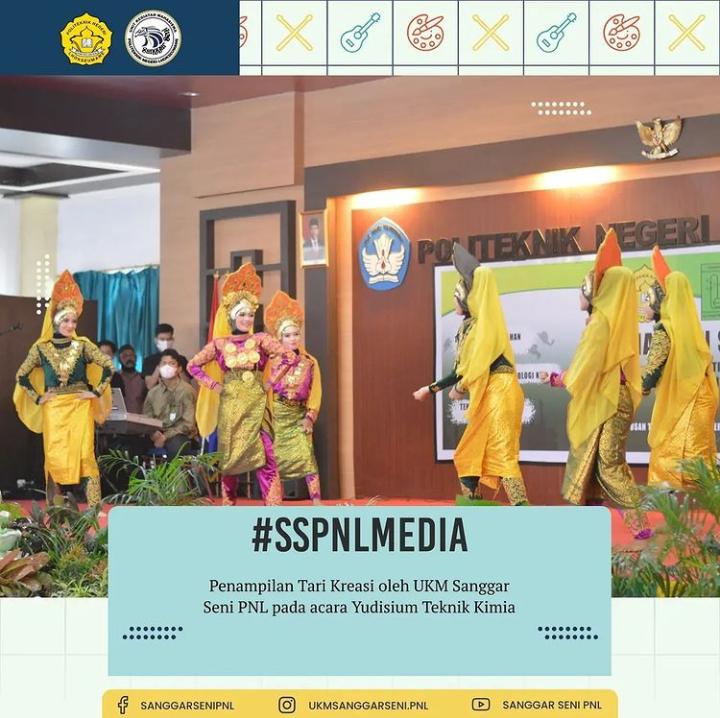 POLITEKNIK NEGERI
#SSPNLMEDIA
Penampilan Tari Kreasi oleh UKM Sanggar
Seni PNL pada acara Yudisium Teknik Kimia
SANGGARSENIPNL
UKMSANGGARSENI.PNL
SANGGAR SENI PNL